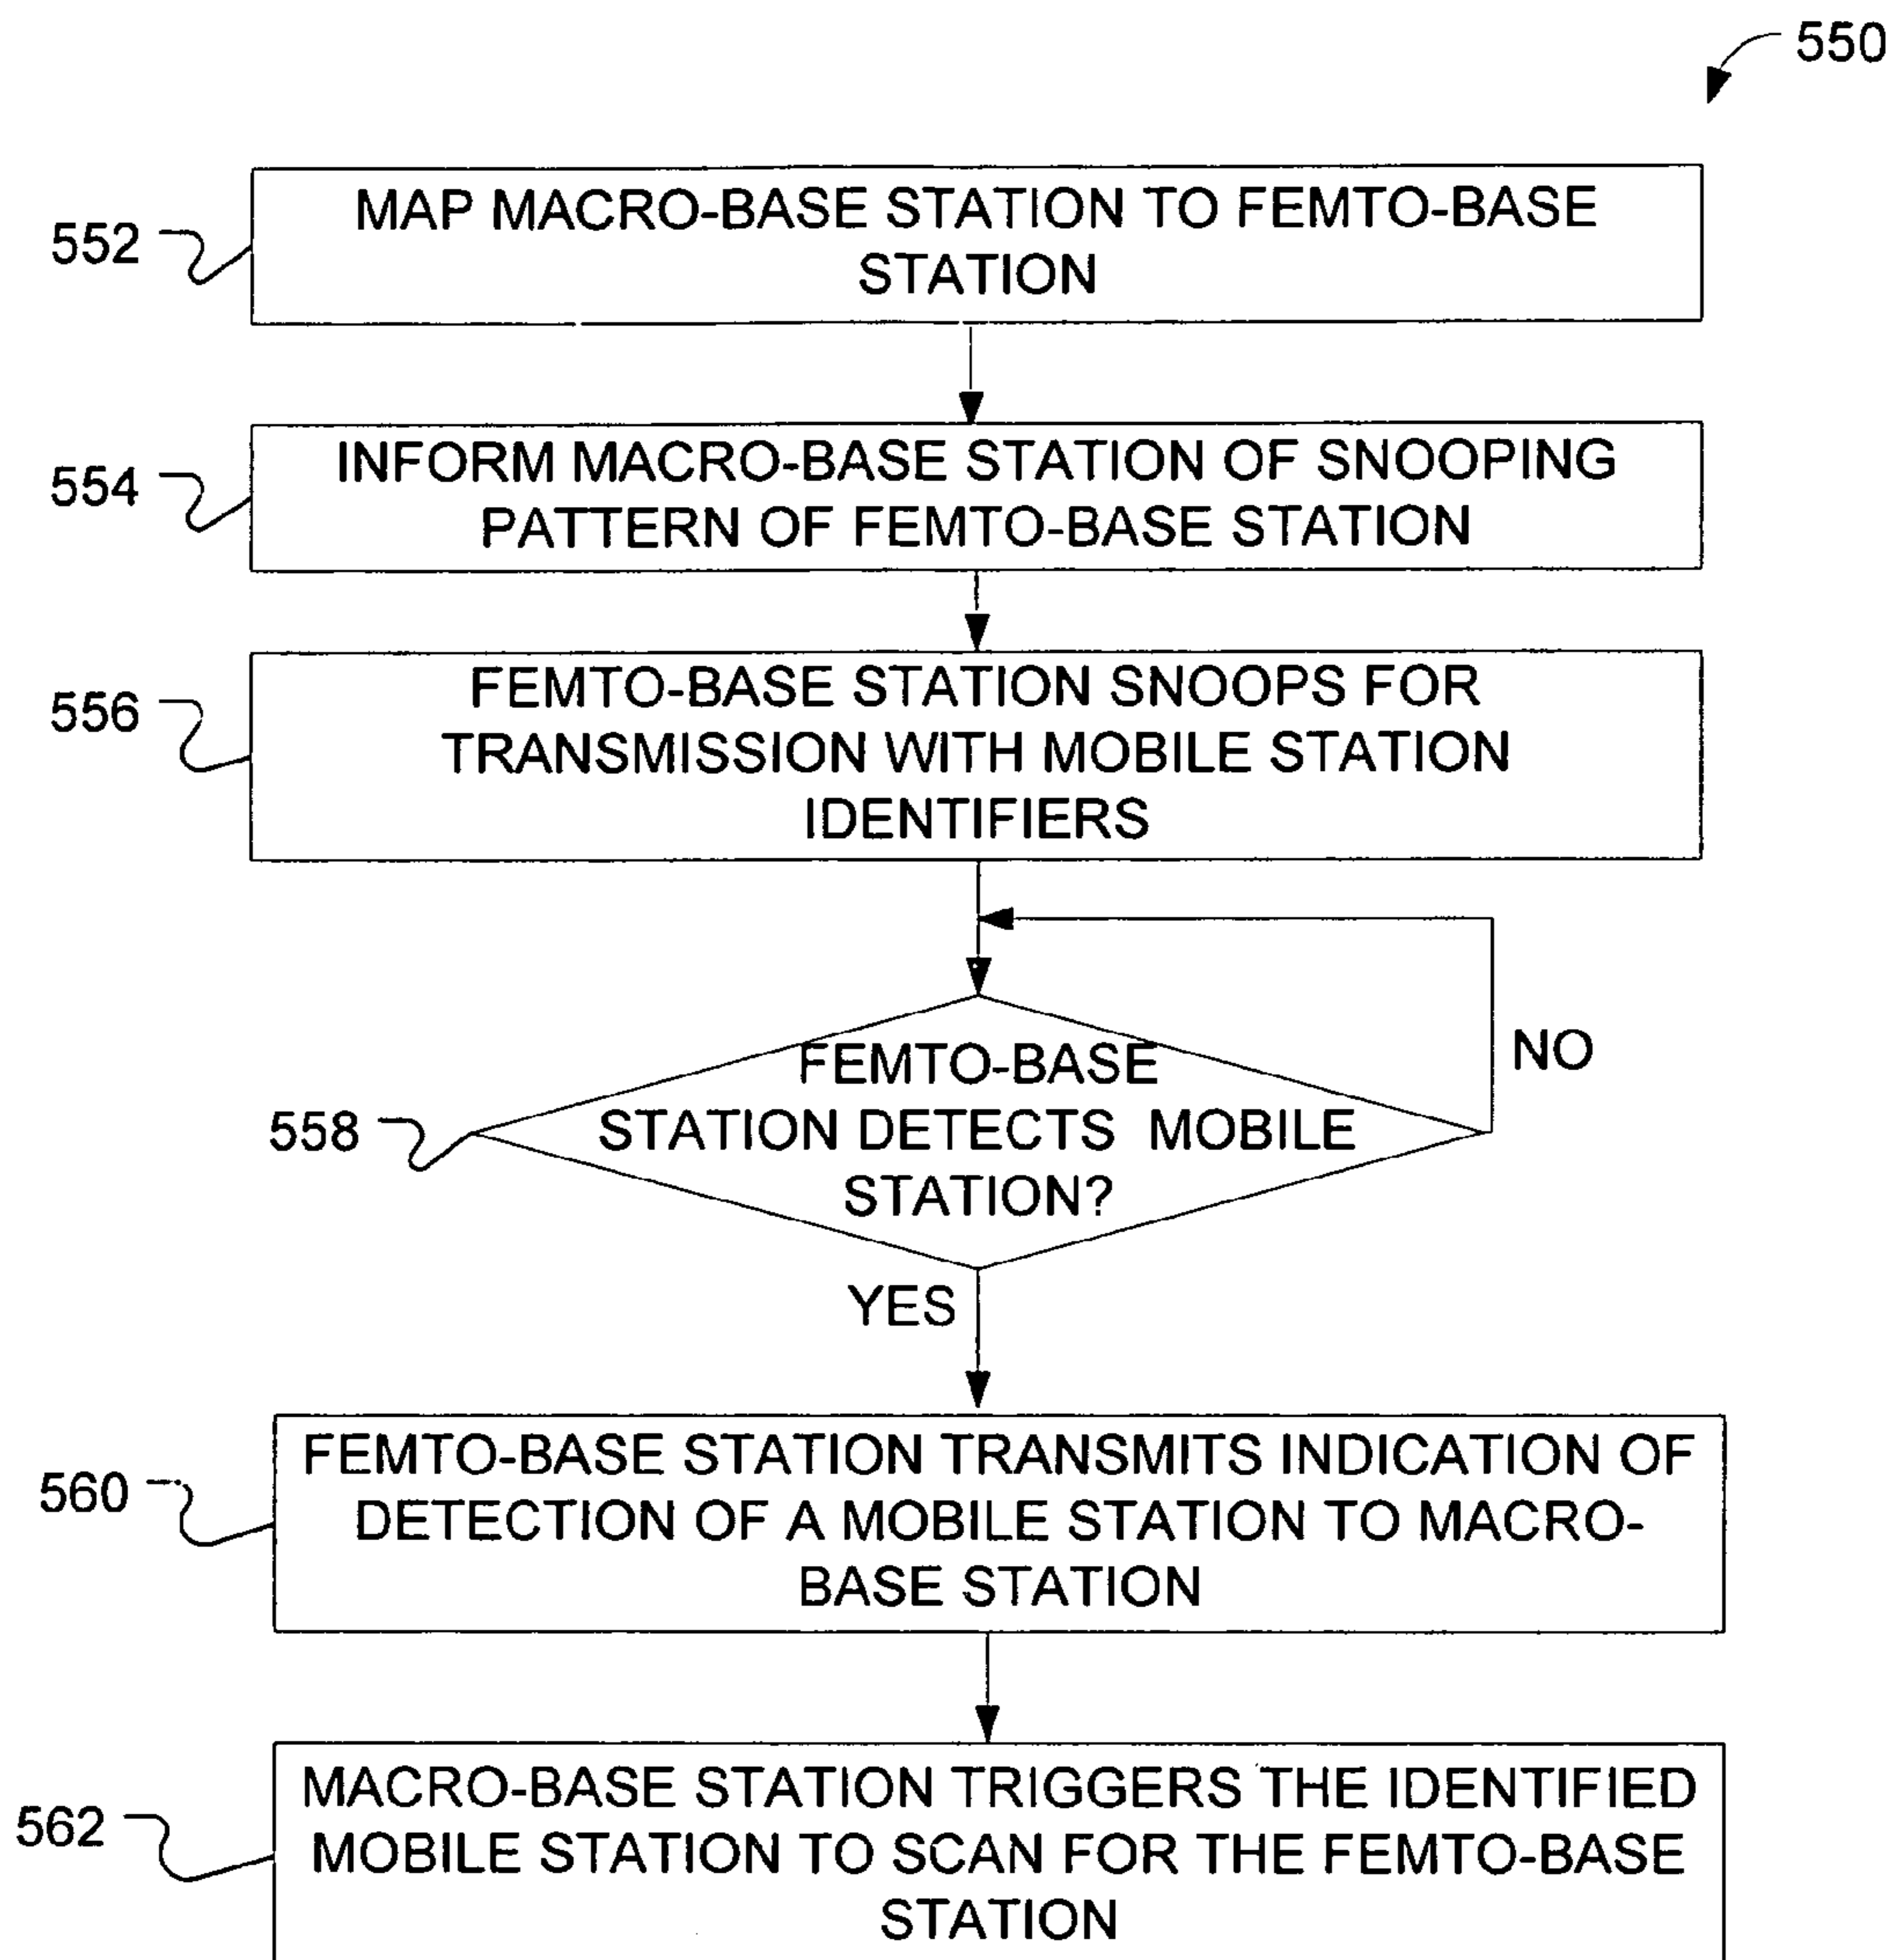 550
552
MAP MACRO-BASE STATION TO FEMTO-BASE
STATION
554
INFORM MACRO-BASE STATION OF SNOOPING
PATTERN OF FEMTO-BASE STATION
556
FEMTO-BASE STATION SNOOPS FOR
TRANSMISSION WITH MOBILE STATION
IDENTIFIERS
558
FEMTO-BASE
STATION DETECTS MOBILE
STATION?
NO
YES
560
FEMTO-BASE STATION TRANSMITS INDICATION OF
DETECTION OF A MOBILE STATION TO MACRO-
BASE STATION
562
MACRO-BASE STATION TRIGGERS THE IDENTIFIED
MOBILE STATION TO SCAN FOR THE FEMTO-BASE
STATION